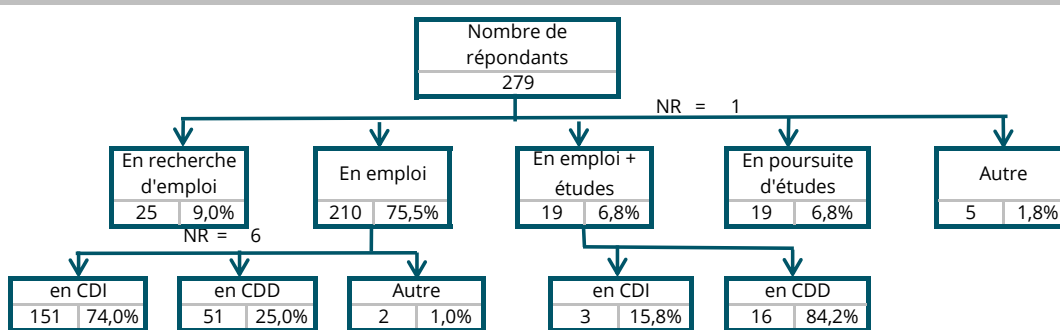 Nombre de
répondants
279
NR = 1
En recherche
d'emploi
25 9,0%
En emploi
210 75,5%
En emploi +
études
19 6,8%
En poursuite
d'études
19 6,8%
Autre
5 1,8%
NR = 6
en CDI
151 74,0%
en CDD
51 25,0%
Autre
2 1,0%
en CDI
3 15,8%
en CDD
16 84,2%